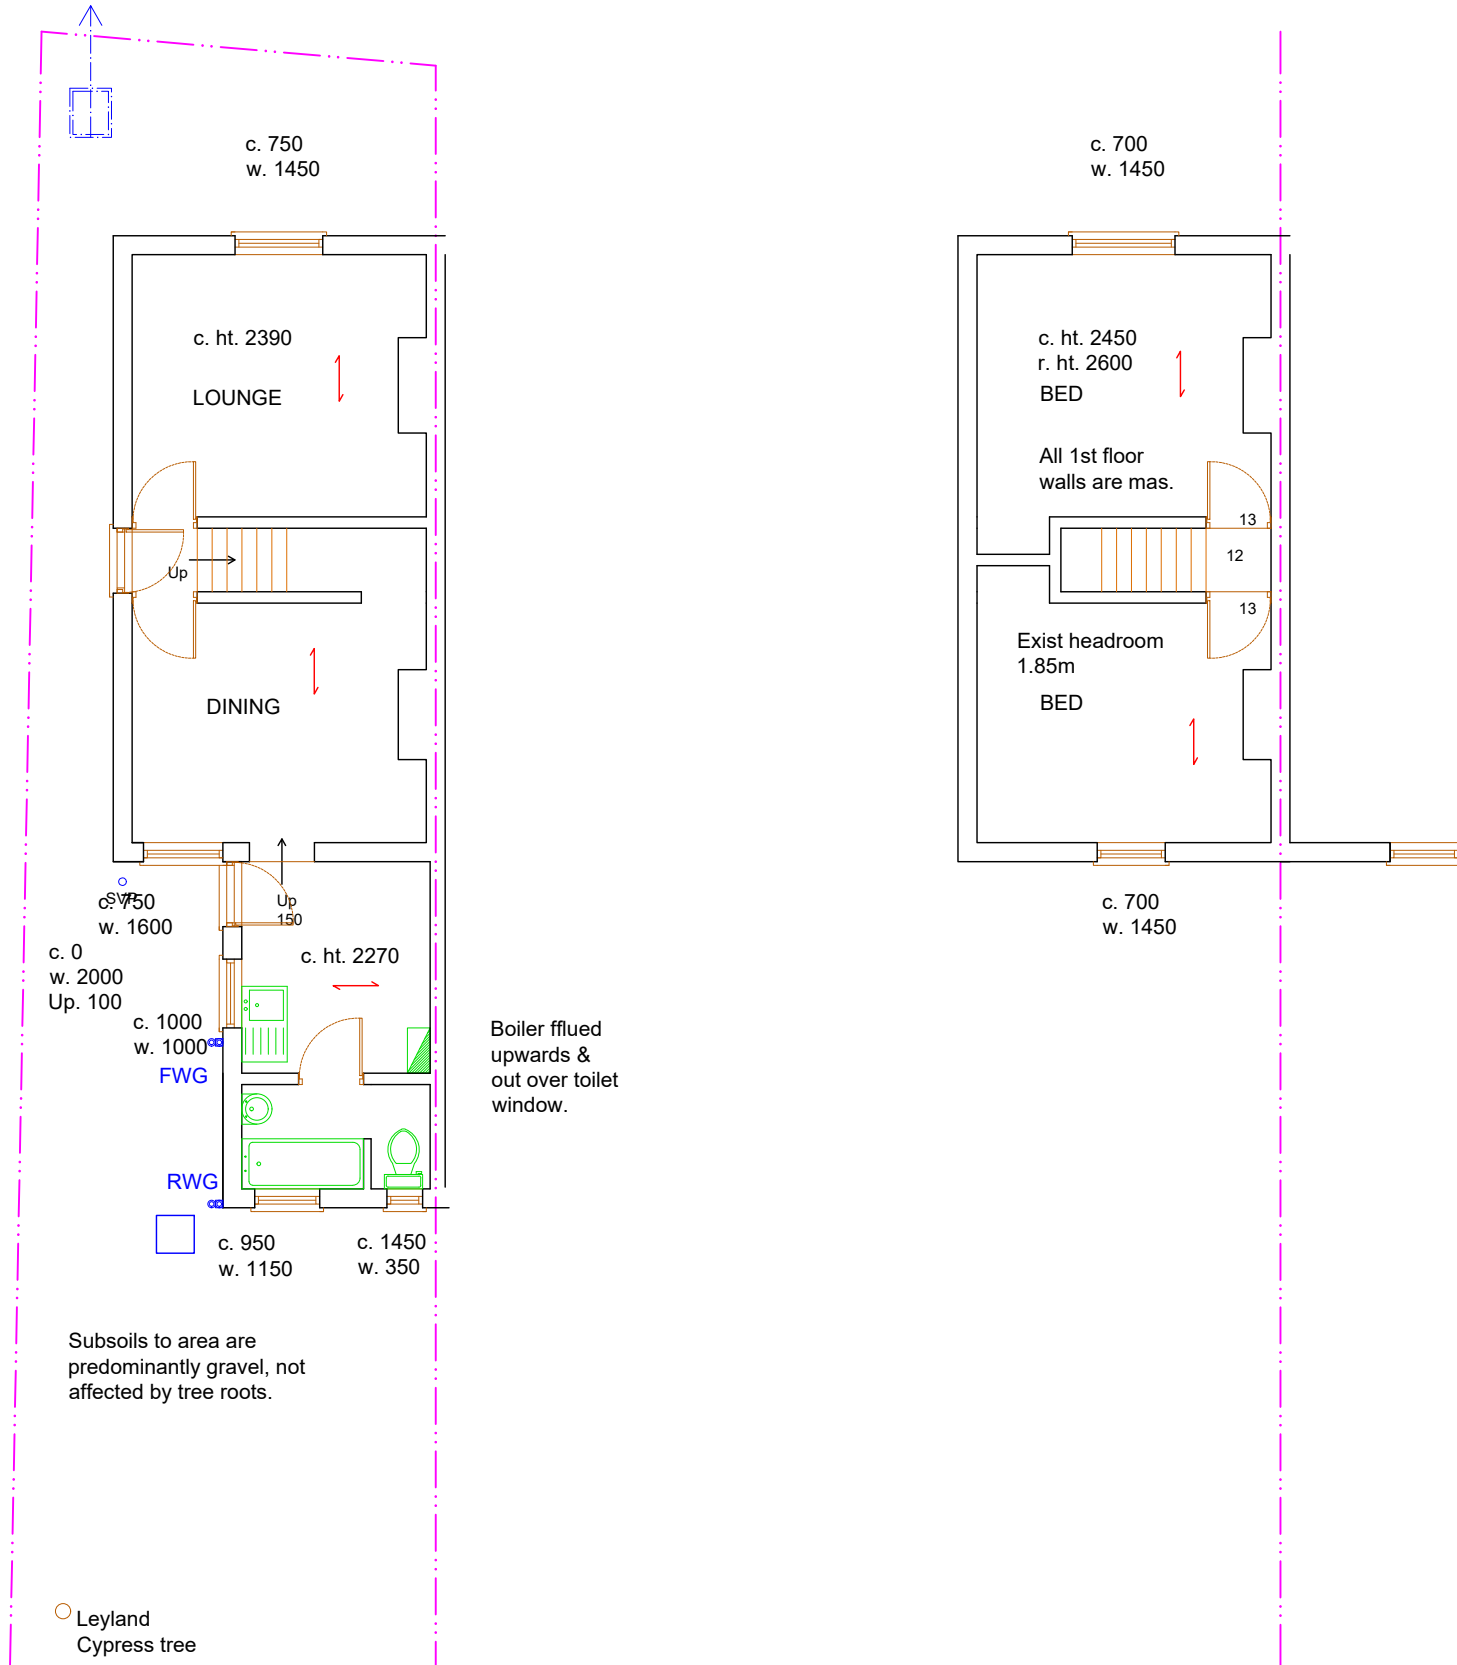 c. 750
w. 1450
c. ht. 2390
LOUNGE
Up
DINING
SVP
c. 750
w. 1600
c. 0
w. 2000
Up. 100
Up
150
c. ht. 2270
c. 1000
w. 1000
FWG
RWG
Boiler fflued
upwards &
out over toilet
window.
c. 950
w. 1150
c. 1450
w. 350
Subsoils to area are
predominantly gravel, not
affected by tree roots.
Leyland
Cypress tree
c. 700
w. 1450
c. ht. 2450
r. ht. 2600
BED
All 1st floor
walls are mas.
13
12
13
Exist headroom
1.85m
BED
c. 700
w. 1450